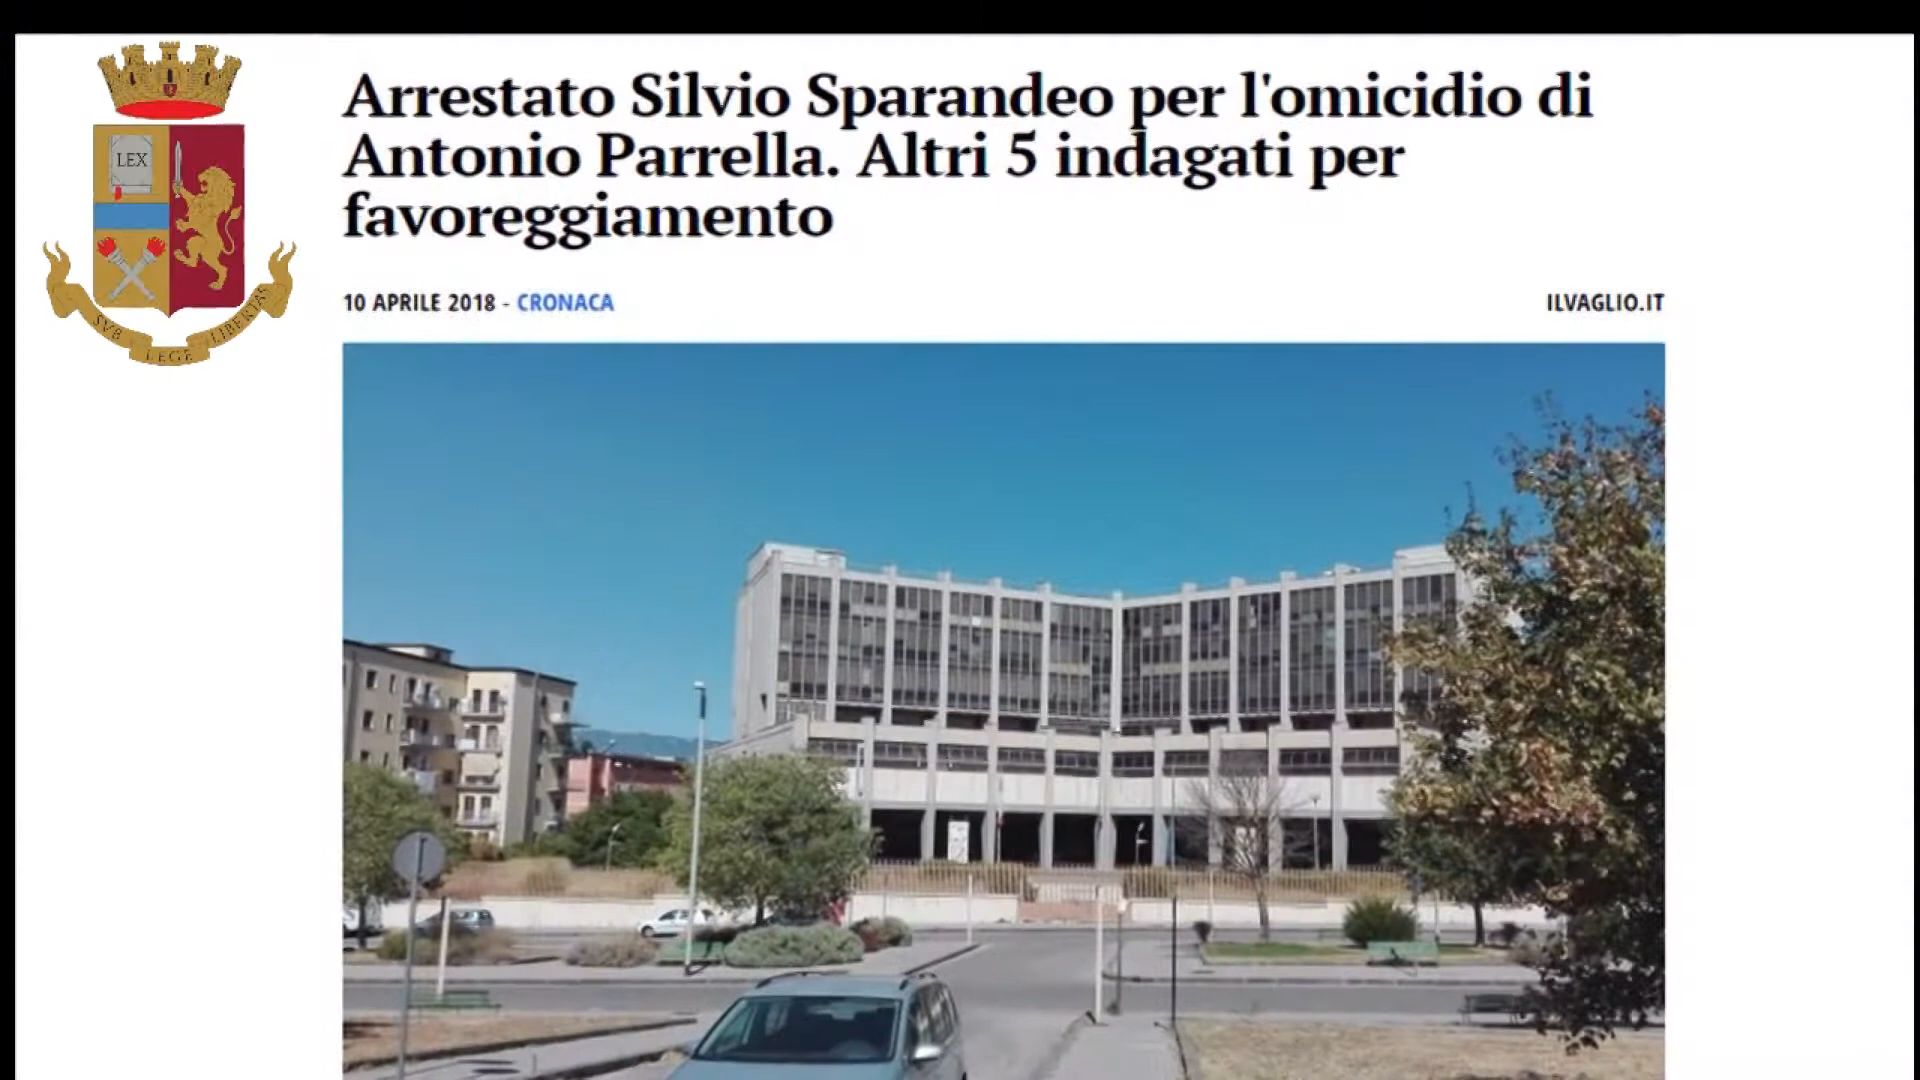 Arrestato Silvio Sparandeo per l'omicidio di
Antonio Parrella. Altri 5 indagati per
favoreggiamento
10 APRILE 2018 - CRONACA
ILVAGLIO.IT
LEX
SVB LEGE LIBERTAS